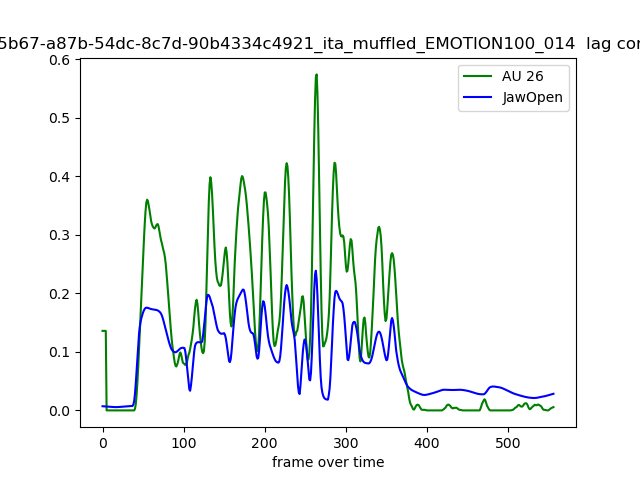 5b67-a87b-54dc-8c7d-90b4334c4921_ita_muffled_EMOTION100_014 lag cor
0.6
0.5
0.4
0.3
0.2
0.1
0.0
AU 26
JawOpen
0 100 200 300 400 500
frame over time